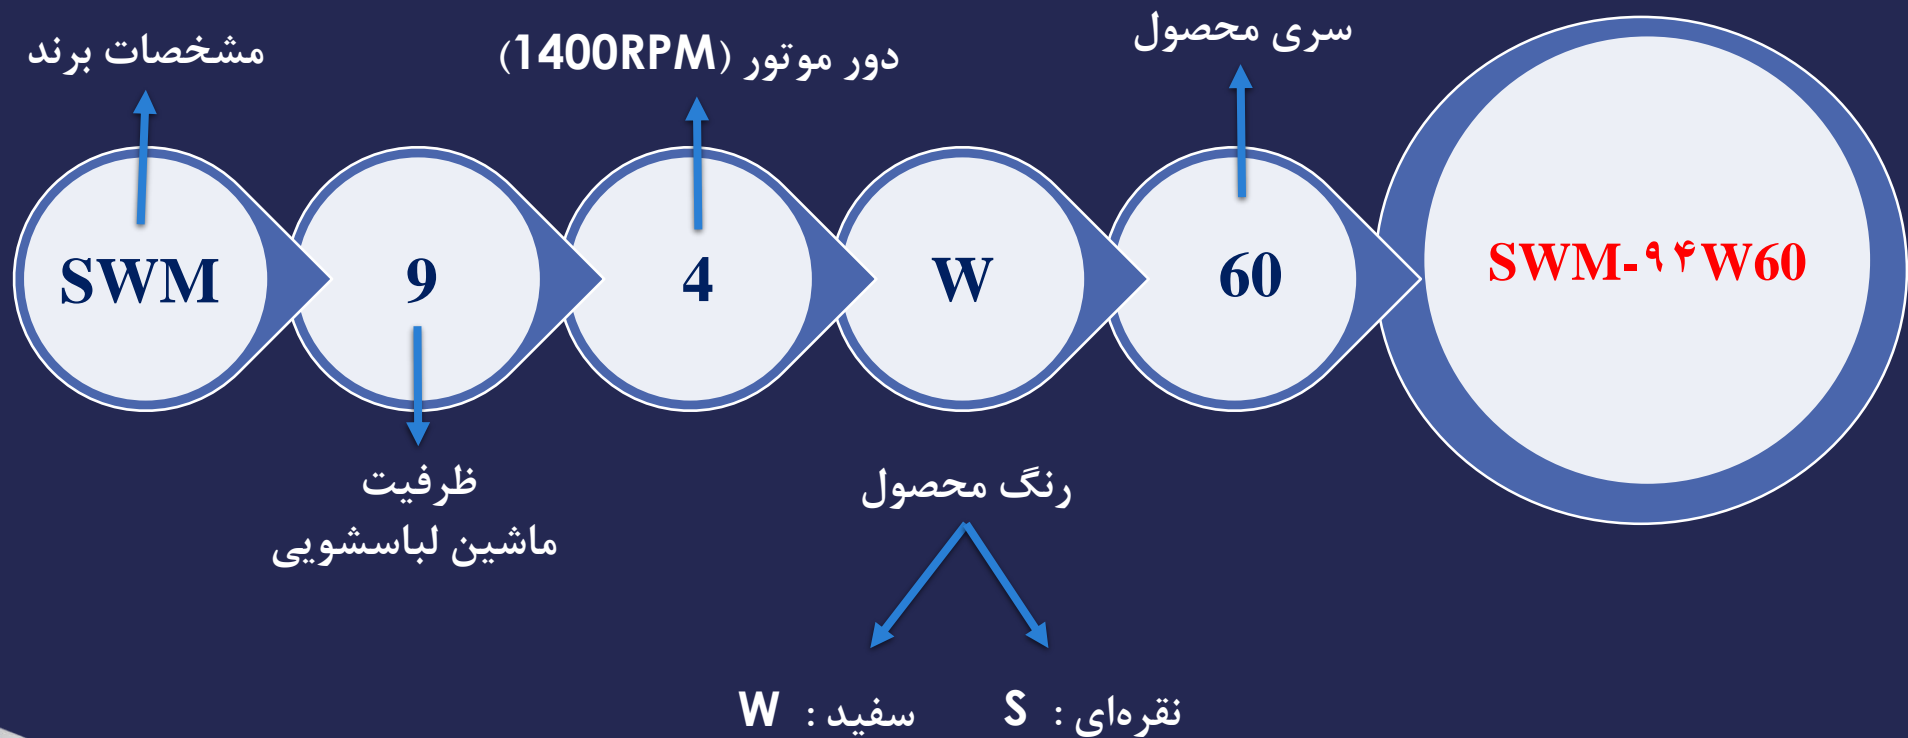 مشخصات برند
دور موتور (1400RPM)
سری محصول
SWM
9
4
W
60
SWM-۹۴W60
ظرفیت
ماشین لباسشویی
رنگ محصول
سفید : W
نقره‌ای : S